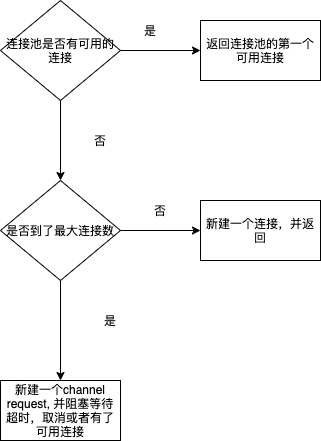 连接池是否有可用的
连接
是
返回连接池的第一个
可用连接
否
是否到了最大连接数
否
新建一个连接，并返
回
是
新建一个channel
request, 并阻塞等待
超时，取消或者有了
可用连接